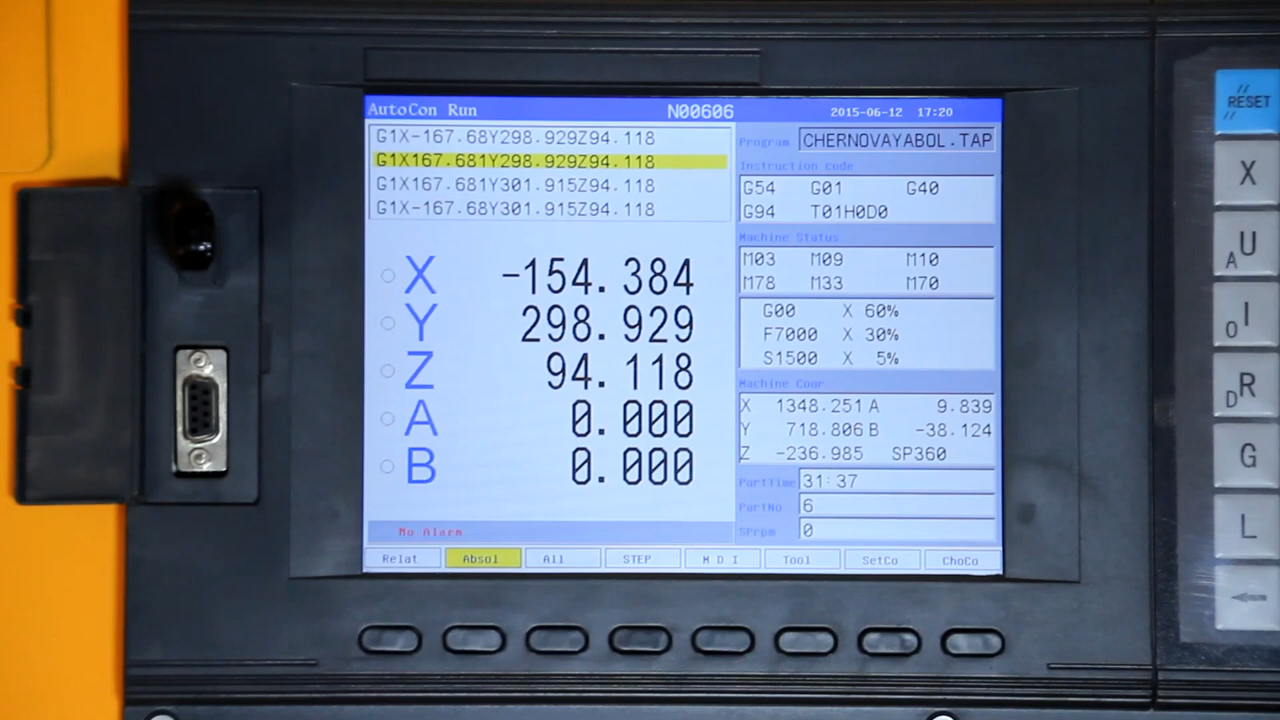 AutoCon Run N00606 2015-06-12 17:20
G1X-167.68Y298.929Z94.118
G1X167.681Y298.929Z94.118
G1X167.681Y301.915Z94.118
G1X-167.68Y301.915Z94.118
X -154.384
Y 298.929
Z 94.118
A 0.000
B 0.000
No Alarm
Program CHERNOVAYABOL.TAP
Instruction code
G54 G01 G40
G94 T01H0D0
Machine Status
M03 M09 M10
M78 M33 M70
G00 X 60%
F7000 X 30%
S1500 X 5%
Machine Coor
X 1348.251 A 9.839
Y 718.806 B -38.124
Z -236.985 SP360
PartTime 31:37
PartNo 6
SPrpm 0
Relat Absol All STEP M D I Tool SetCo ChoCo
RESET
X
A U
O I
D R
G
L